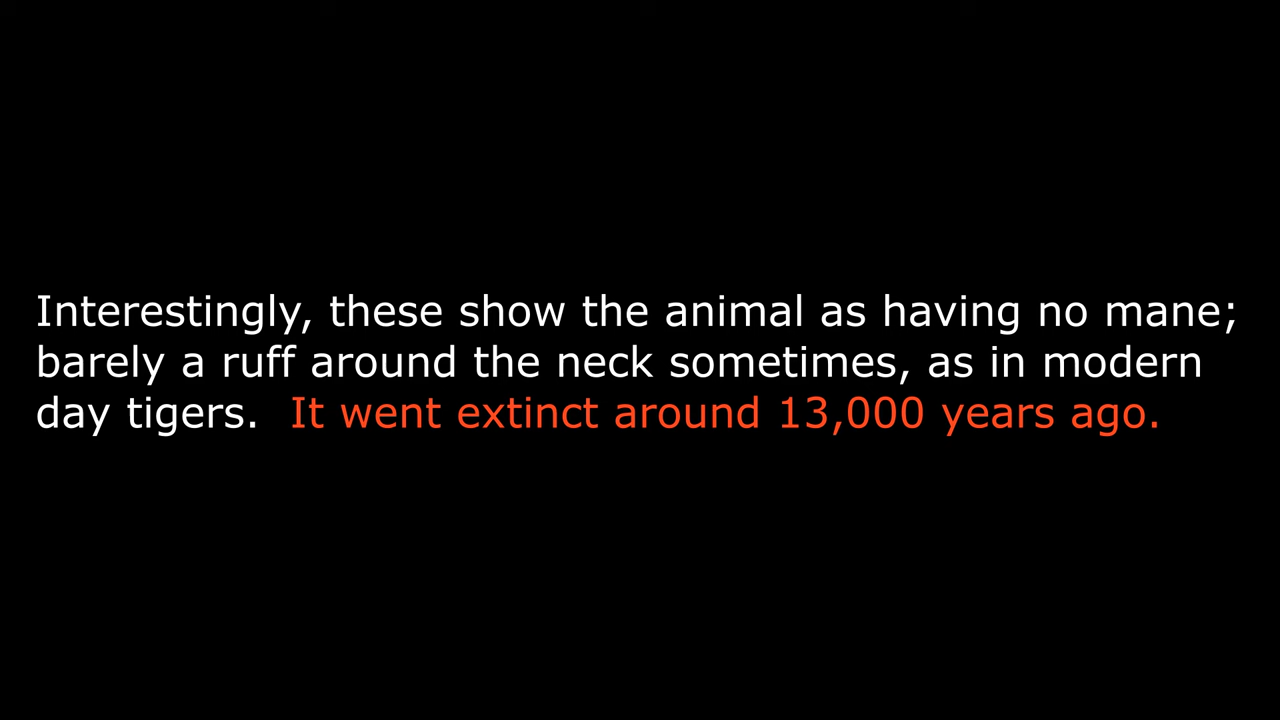 Interestingly, these show the animal as having no mane;
barely a ruff around the neck sometimes, as in modern
day tigers.  It went extinct around 13,000 years ago.